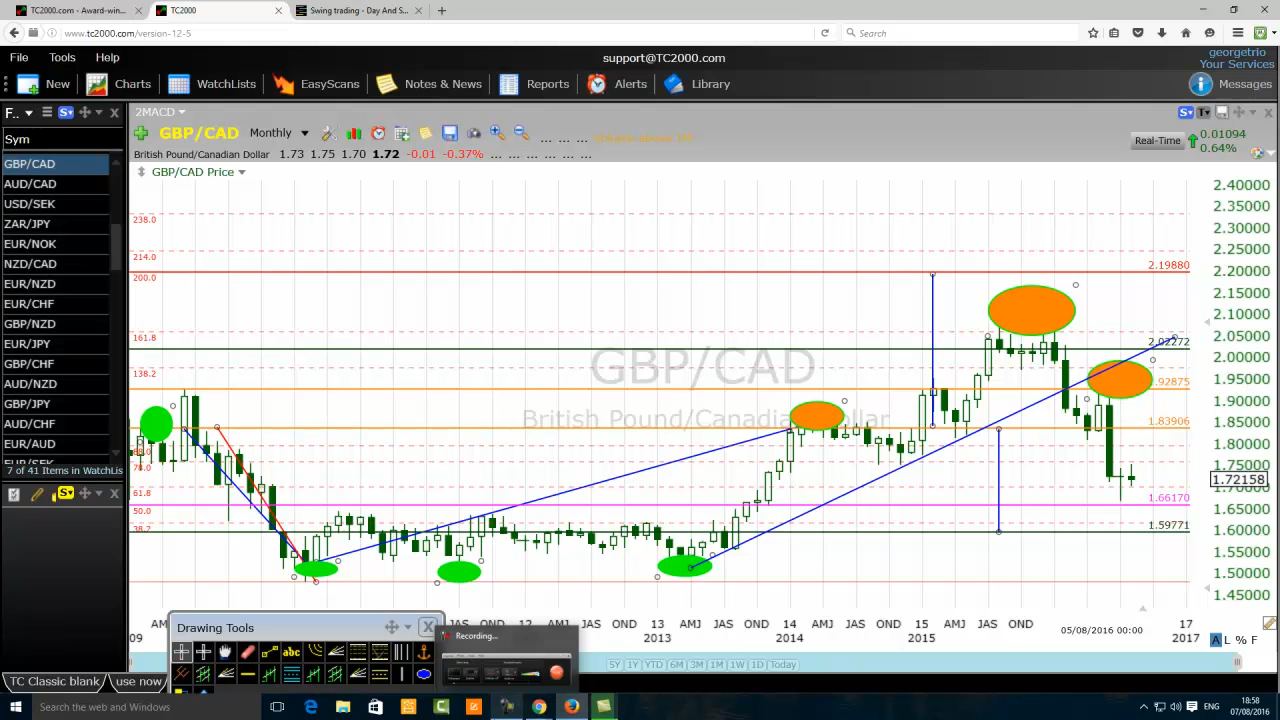 TC2000.com - Award-win...
TC2000
Swing trading - Day And S...
www.tc2000.com/version-12-5
Search
File Tools Help
support@TC2000.com
georgetrio
Your Services
New Charts WatchLists EasyScans Notes & News Reports Alerts Library Messages
F..
2MACD
Sym
GBP/CAD Monthly
British Pound/Canadian Dollar 1.73 1.75 1.70 1.72 -0.01 -0.37%
Real-Time
0.01094
0.64%
GBP/CAD Price
GBP/CAD
AUD/CAD
USD/SEK
ZAR/JPY
EUR/NOK
NZD/CAD
EUR/NZD
EUR/CHF
GBP/NZD
EUR/JPY
GBP/CHF
AUD/NZD
GBP/JPY
AUD/CHF
EUR/AUD
EUR/SEK
7 of 41 Items in WatchLists
238.0
214.0
200.0
161.8
138.2
78.0
61.8
50.0
38.2
GBP/CAD
British Pound/Canadian Dollar
2.19880
2.02272
1.92875
1.83906
1.66170
1.59771
2.40000
2.35000
2.30000
2.25000
2.20000
2.15000
2.10000
2.05000
2.00000
1.95000
1.90000
1.85000
1.80000
1.75000
1.72158
1.65000
1.60000
1.55000
1.50000
1.45000
09 AM OND 12 AMJ JAS OND 13 AMJ JAS OND 14 AMJ JAS OND 15 AMJ JAS OND 17
2013 2014 2015 2017
05/08/2016 00:00
A L % F
Drawing Tools
abc
Recording...
5Y 1Y YTD 6M 3M 1M 1W 1D Today
TC Classic blank
use now
Search the web and Windows
ENG
18:58
07/08/2016